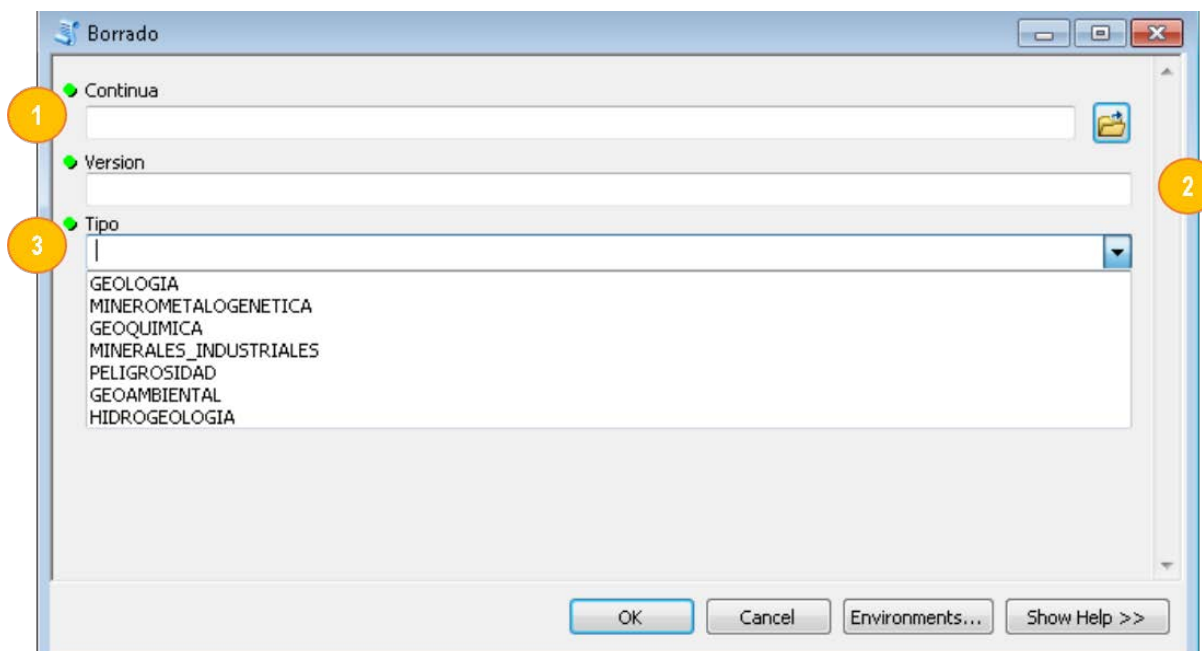 Borrado
Continua
1
Version
2
Tipo
3
GEOLOGIA
MINEROMETALOGENETICA
GEOQUIMICA
MINERALES_INDUSTRIALES
PELIGROSIDAD
GEOAMBIENTAL
HIDROGEOLOGIA
OK Cancel Environments... Show Help >>